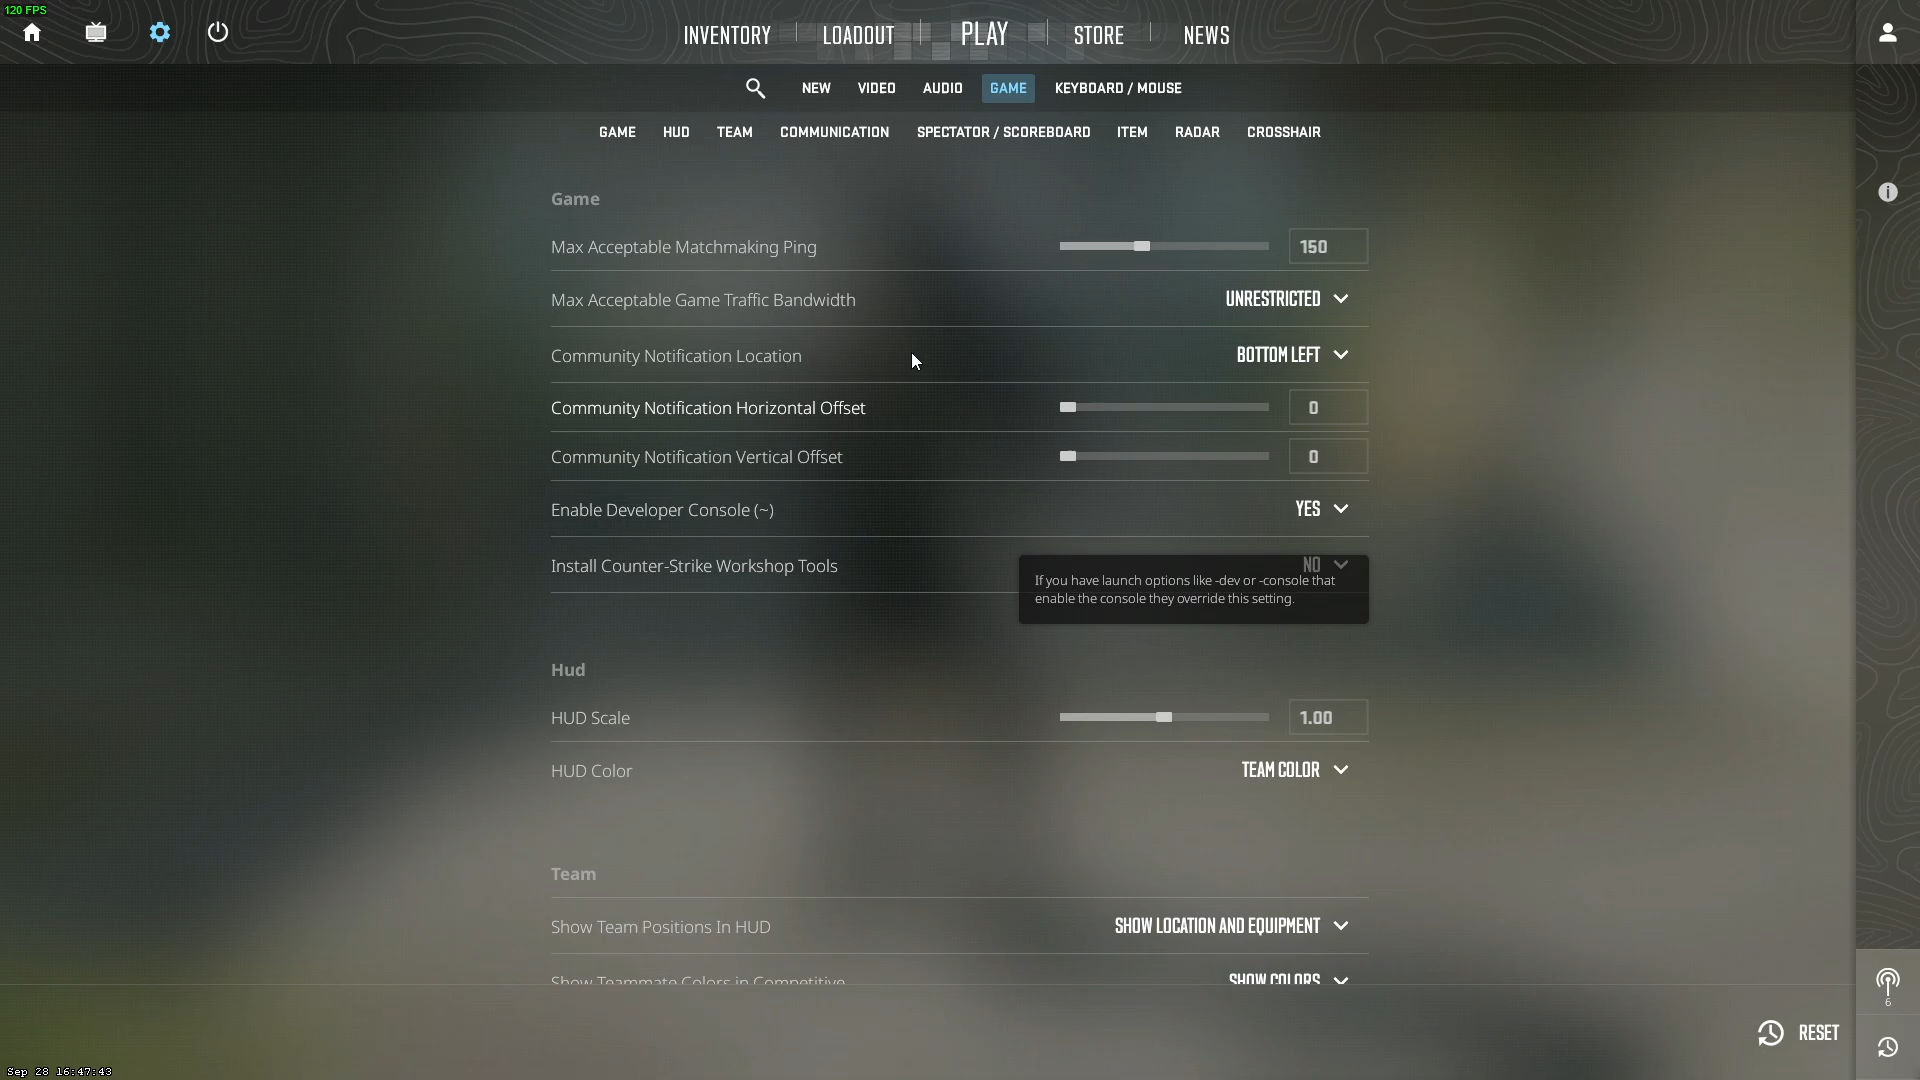 120 FPS
INVENTORY
LOADOUT
PLAY
STORE
NEWS
NEW
VIDEO
AUDIO
GAME
KEYBOARD / MOUSE
GAME
HUD
TEAM
COMMUNICATION
SPECTATOR / SCOREBOARD
ITEM
RADAR
CROSSHAIR
Game
Max Acceptable Matchmaking Ping
150
Max Acceptable Game Traffic Bandwidth
UNRESTRICTED
Community Notification Location
BOTTOM LEFT
Community Notification Horizontal Offset
0
Community Notification Vertical Offset
0
Enable Developer Console (~)
YES
Install Counter-Strike Workshop Tools
NO
If you have launch options like -dev or -console that
enable the console they override this setting.
Hud
HUD Scale
1.00
HUD Color
TEAM COLOR
Team
Show Team Positions In HUD
SHOW LOCATION AND EQUIPMENT
Show Teammate Colors in Competitive
SHOW COLORS
6
RESET
Sep 28 16:47:43